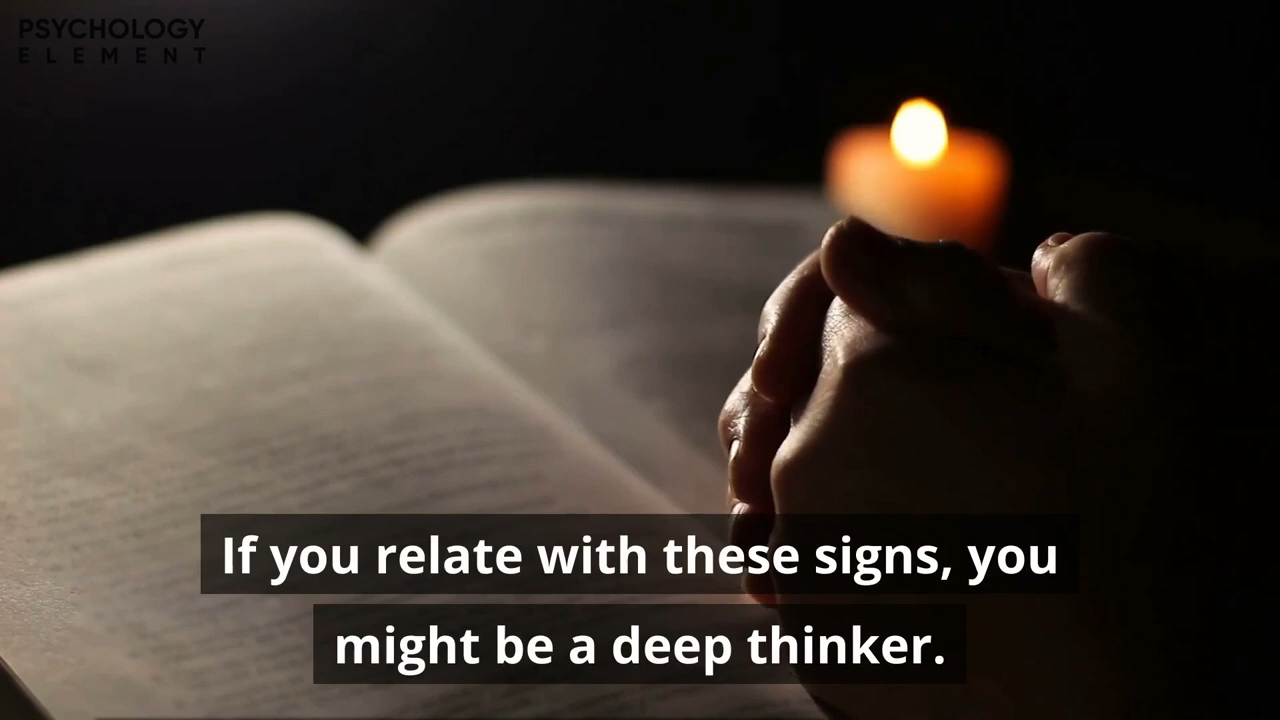 PSYCHOLOGY
ELEMENT
If you relate with these signs, you
might be a deep thinker.